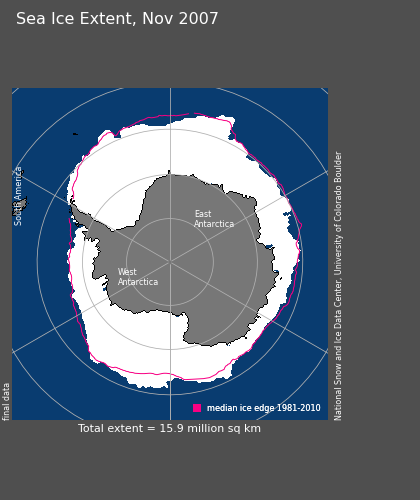 Sea Ice Extent, Nov 2007
South America
East
Antarctica
West
Antarctica
National Snow and Ice Data Center, University of Colorado Boulder
final data
median ice edge 1981-2010
Total extent = 15.9 million sq km